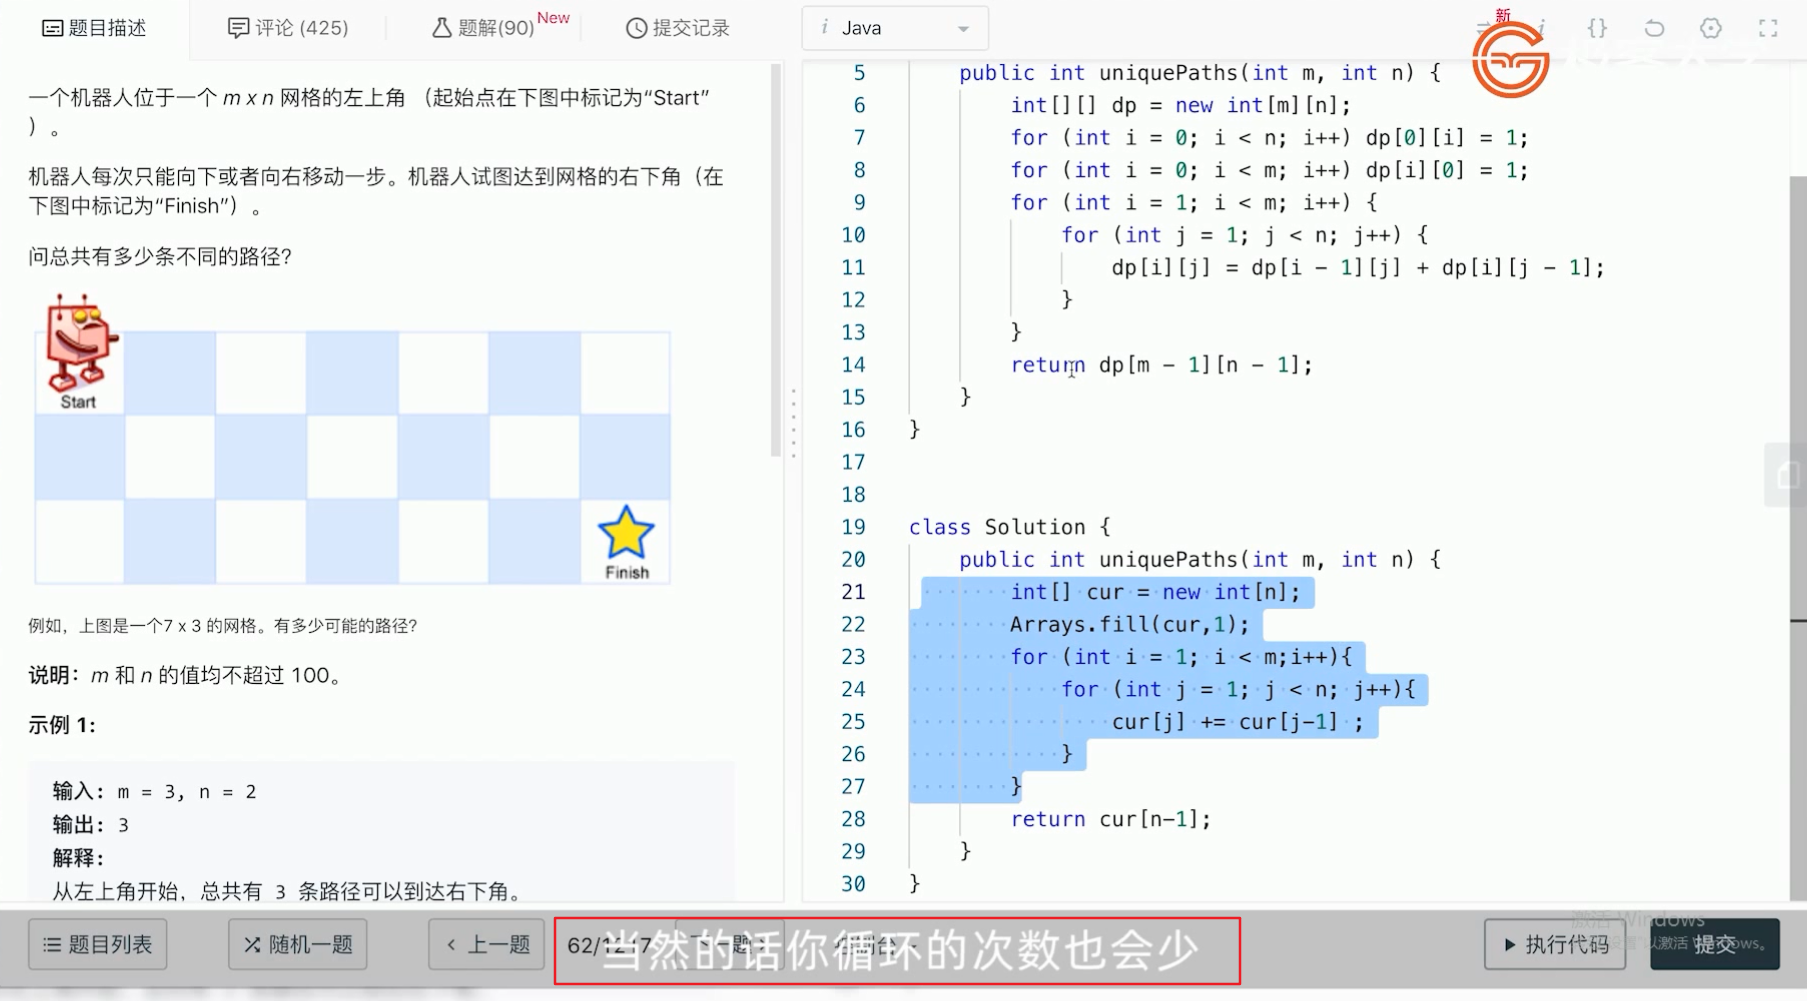 题目描述
评论 (425)
题解(90)
New
提交记录
i Java
新
一个机器人位于一个 m x n 网格的左上角 （起始点在下图中标记为“Start”
）。
机器人每次只能向下或者向右移动一步。机器人试图达到网格的右下角（在
下图中标记为“Finish”）。
问总共有多少条不同的路径？
Start
Finish
例如，上图是一个7 x 3 的网格。有多少可能的路径？
说明：m 和 n 的值均不超过 100。
示例 1:
输入: m = 3, n = 2
输出: 3
解释:
从左上角开始，总共有 3 条路径可以到达右下角。
5 public int uniquePaths(int m, int n) {
6 int[][] dp = new int[m][n];
7 for (int i = 0; i < n; i++) dp[0][i] = 1;
8 for (int i = 0; i < m; i++) dp[i][0] = 1;
9 for (int i = 1; i < m; i++) {
10 for (int j = 1; j < n; j++) {
11 dp[i][j] = dp[i - 1][j] + dp[i][j - 1];
12 }
13 }
14 return dp[m - 1][n - 1];
15 }
16 }
17
18
19 class Solution {
20 public int uniquePaths(int m, int n) {
21 int[] cur = new int[n];
22 Arrays.fill(cur,1);
23 for (int i = 1; i < m;i++){
24 for (int j = 1; j < n; j++){
25 cur[j] += cur[j-1] ;
26 }
27 }
28 return cur[n-1];
29 }
30 }
题目列表
随机一题
上一题
62/1217
下一题
当然的话你循环的次数也会少
执行代码
提交
激活 Windows